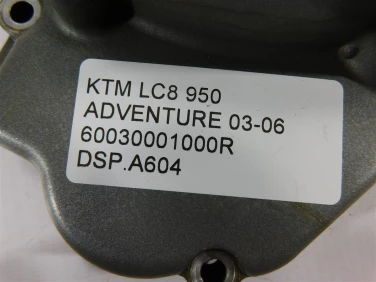 KTM LC8 950
ADVENTURE 03-06
60030001000R
DSP.A604